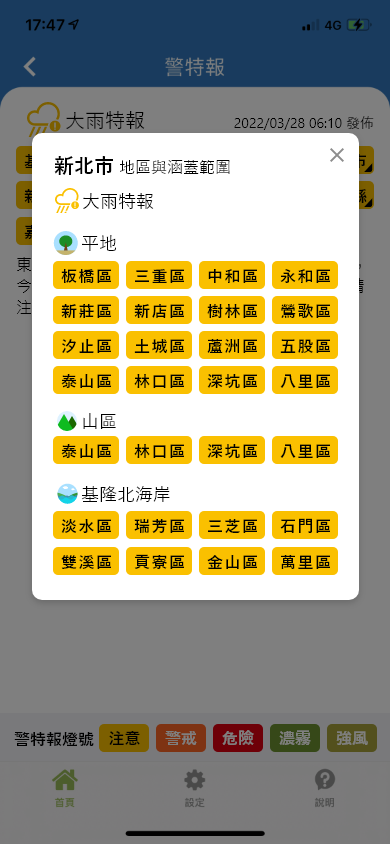 17:47
4G
警特報
大雨特報
2022/03/28 06:10 發佈
新北市 地區與涵蓋範圍
大雨特報
平地
板橋區 三重區 中和區 永和區
新莊區 新店區 樹林區 鶯歌區
汐止區 土城區 蘆洲區 五股區
泰山區 林口區 深坑區 八里區
山區
泰山區 林口區 深坑區 八里區
基隆北海岸
淡水區 瑞芳區 三芝區 石門區
雙溪區 貢寮區 金山區 萬里區
警特報燈號 注意 警戒 危險 濃霧 強風
首頁 設定 說明